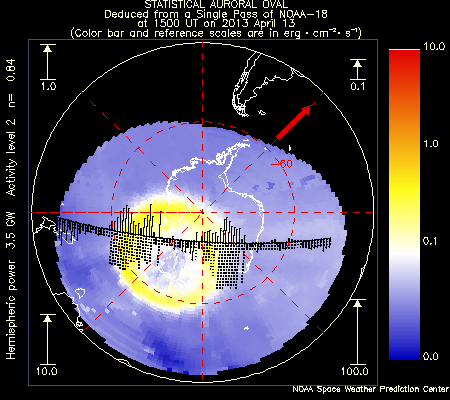 STATISTICAL AURORAL OVAL
Deduced from a Single Pass of NOAA-18
at 1500 UT on 2013 April 13
(Color bar and reference scales are in erg · cm⁻² · s⁻¹)
1.0
0.1
10.0
1.0
0.1
0.0
-60
10.0
100.0
Hemispheric power 3.5 GW Activity level 2 n= 0.84
NOAA Space Weather Prediction Center